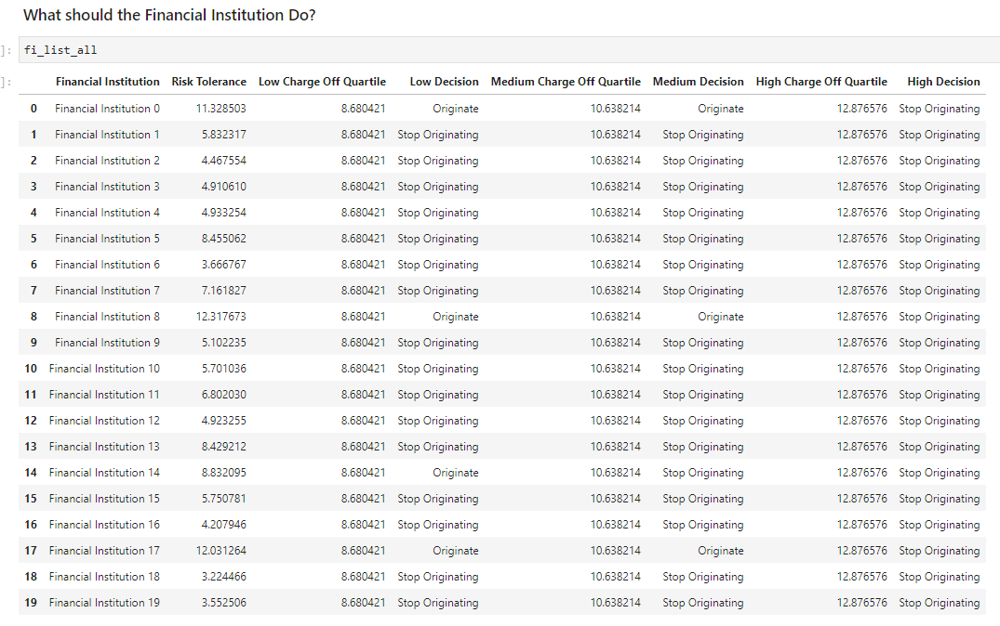 What should the Financial Institution Do?
]: fi_list_all
]: Financial Institution Risk Tolerance Low Charge Off Quartile Low Decision Medium Charge Off Quartile Medium Decision High Charge Off Quartile High Decision
0 Financial Institution 0 11.328503 8.680421 Originate 10.638214 Originate 12.876576 Stop Originating
1 Financial Institution 1 5.832317 8.680421 Stop Originating 10.638214 Stop Originating 12.876576 Stop Originating
2 Financial Institution 2 4.467554 8.680421 Stop Originating 10.638214 Stop Originating 12.876576 Stop Originating
3 Financial Institution 3 4.910610 8.680421 Stop Originating 10.638214 Stop Originating 12.876576 Stop Originating
4 Financial Institution 4 4.933254 8.680421 Stop Originating 10.638214 Stop Originating 12.876576 Stop Originating
5 Financial Institution 5 8.455062 8.680421 Stop Originating 10.638214 Stop Originating 12.876576 Stop Originating
6 Financial Institution 6 3.666767 8.680421 Stop Originating 10.638214 Stop Originating 12.876576 Stop Originating
7 Financial Institution 7 7.161827 8.680421 Stop Originating 10.638214 Stop Originating 12.876576 Stop Originating
8 Financial Institution 8 12.317673 8.680421 Originate 10.638214 Originate 12.876576 Stop Originating
9 Financial Institution 9 5.102235 8.680421 Stop Originating 10.638214 Stop Originating 12.876576 Stop Originating
10 Financial Institution 10 5.701036 8.680421 Stop Originating 10.638214 Stop Originating 12.876576 Stop Originating
11 Financial Institution 11 6.802030 8.680421 Stop Originating 10.638214 Stop Originating 12.876576 Stop Originating
12 Financial Institution 12 4.923255 8.680421 Stop Originating 10.638214 Stop Originating 12.876576 Stop Originating
13 Financial Institution 13 8.429212 8.680421 Stop Originating 10.638214 Stop Originating 12.876576 Stop Originating
14 Financial Institution 14 8.832095 8.680421 Originate 10.638214 Stop Originating 12.876576 Stop Originating
15 Financial Institution 15 5.750781 8.680421 Stop Originating 10.638214 Stop Originating 12.876576 Stop Originating
16 Financial Institution 16 4.207946 8.680421 Stop Originating 10.638214 Stop Originating 12.876576 Stop Originating
17 Financial Institution 17 12.031264 8.680421 Originate 10.638214 Originate 12.876576 Stop Originating
18 Financial Institution 18 3.224466 8.680421 Stop Originating 10.638214 Stop Originating 12.876576 Stop Originating
19 Financial Institution 19 3.552506 8.680421 Stop Originating 10.638214 Stop Originating 12.876576 Stop Originating